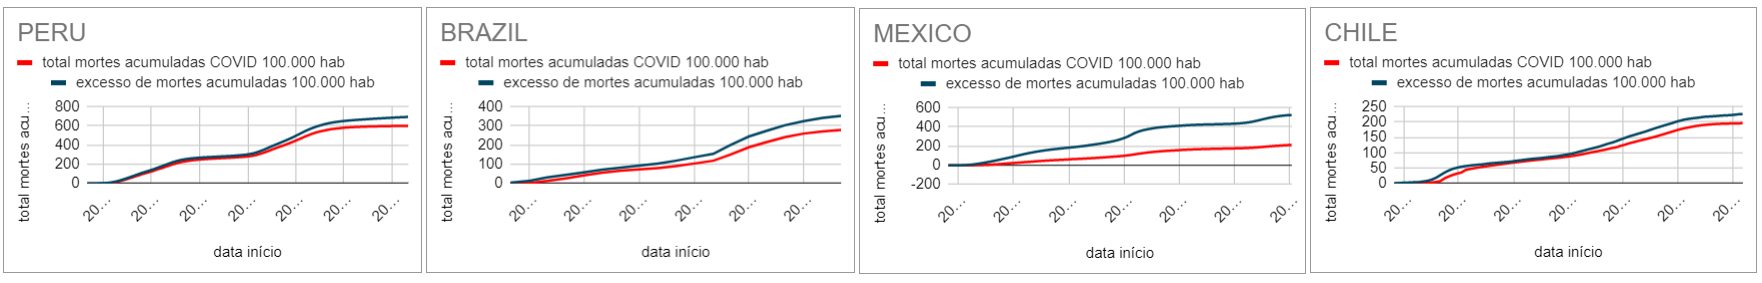 PERU
total mortes acumuladas COVID 100.000 hab
excesso de mortes acumuladas 100.000 hab
total mortes acu...
800
600
400
200
0
20...
20...
20...
20...
20...
20...
20...
data início
BRAZIL
total mortes acumuladas COVID 100.000 hab
excesso de mortes acumuladas 100.000 hab
total mortes acu...
400
300
200
100
0
20...
20...
20...
20...
20...
20...
data início
MEXICO
total mortes acumuladas COVID 100.000 hab
excesso de mortes acumuladas 100.000 hab
total mortes acu...
600
400
200
0
-200
20...
20...
20...
20...
20...
20...
20...
data início
CHILE
total mortes acumuladas COVID 100.000 hab
excesso de mortes acumuladas 100.000 hab
total mortes acu...
250
200
150
100
50
0
20...
20...
20...
20...
20...
20...
20...
data início